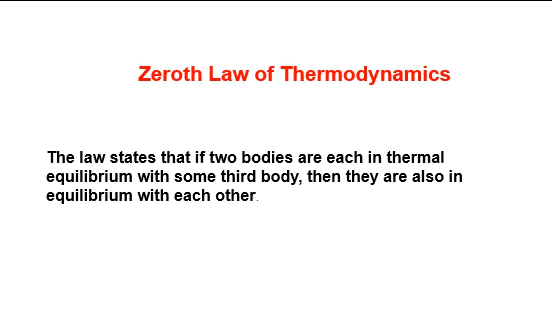 Zeroth Law of Thermodynamics
The law states that if two bodies are each in thermal
equilibrium with some third body, then they are also in
equilibrium with each other.